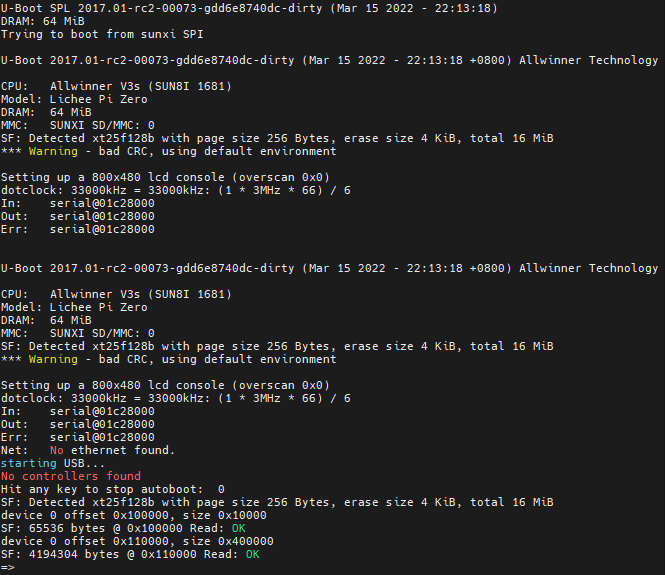 U-Boot SPL 2017.01-rc2-00073-gdd6e8740dc-dirty (Mar 15 2022 - 22:13:18)
DRAM: 64 MiB
Trying to boot from sunxi SPI
U-Boot 2017.01-rc2-00073-gdd6e8740dc-dirty (Mar 15 2022 - 22:13:18 +0800) Allwinner Technology
CPU:   Allwinner V3s (SUN8I 1681)
Model: Lichee Pi Zero
DRAM:  64 MiB
MMC:   SUNXI SD/MMC: 0
SF: Detected xt25f128b with page size 256 Bytes, erase size 4 KiB, total 16 MiB
*** Warning - bad CRC, using default environment
Setting up a 800x480 lcd console (overscan 0x0)
dotclock: 33000kHz = 33000kHz: (1 * 3MHz * 66) / 6
In:    serial@01c28000
Out:   serial@01c28000
Err:   serial@01c28000
U-Boot 2017.01-rc2-00073-gdd6e8740dc-dirty (Mar 15 2022 - 22:13:18 +0800) Allwinner Technology
CPU:   Allwinner V3s (SUN8I 1681)
Model: Lichee Pi Zero
DRAM:  64 MiB
MMC:   SUNXI SD/MMC: 0
SF: Detected xt25f128b with page size 256 Bytes, erase size 4 KiB, total 16 MiB
*** Warning - bad CRC, using default environment
Setting up a 800x480 lcd console (overscan 0x0)
dotclock: 33000kHz = 33000kHz: (1 * 3MHz * 66) / 6
In:    serial@01c28000
Out:   serial@01c28000
Err:   serial@01c28000
Net:   No ethernet found.
starting USB...
No controllers found
Hit any key to stop autoboot:  0
SF: Detected xt25f128b with page size 256 Bytes, erase size 4 KiB, total 16 MiB
device 0 offset 0x100000, size 0x10000
SF: 65536 bytes @ 0x100000 Read: OK
device 0 offset 0x110000, size 0x400000
SF: 4194304 bytes @ 0x110000 Read: OK
=>